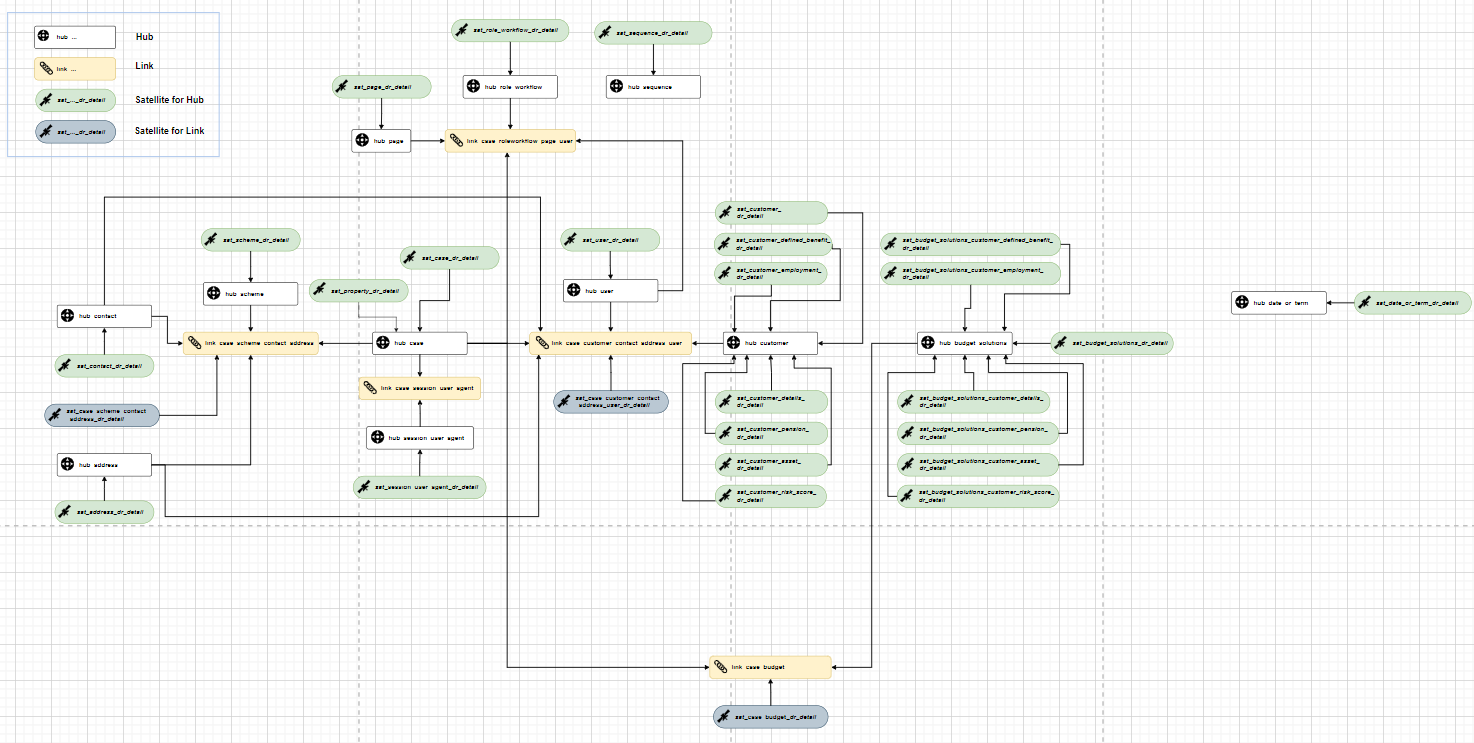 hub ...
Hub
link ...
Link
sat_..._dr_detail
Satellite for Hub
sat_..._dr_detail
Satellite for Link
sat_role_workflow_dr_detail
sat_sequence_dr_detail
sat_page_dr_detail
hub role workflow
hub sequence
hub page
link case roleworkflow page user
sat_customer_
dr_detail
sat_scheme_dr_detail
sat_user_dr_detail
sat_customer_defined_benefit_
dr_detail
sat_budget_solutions_customer_defined_benefit_
dr_detail
sat_case_dr_detail
sat_customer_employment_
dr_detail
sat_budget_solutions_customer_employment_
dr_detail
hub scheme
sat_property_dr_detail
hub user
hub date or term
sat_date_or_term_dr_detail
hub contact
link case scheme contact address
hub case
link case customer contact address user
hub customer
hub budget solutions
sat_budget_solutions_dr_detail
sat_contact_dr_detail
link case session user agent
sat_case scheme contact
address_dr_detail
sat_case customer contact
address_user_dr_detail
sat_customer_details_
dr_detail
sat_budget_solutions_customer_details_
dr_detail
hub session user agent
sat_customer_pension_
dr_detail
sat_budget_solutions_customer_pension_
dr_detail
hub address
sat_customer_asset_
dr_detail
sat_budget_solutions_customer_asset_
dr_detail
sat_session user agent_dr_detail
sat_customer_risk_score_
dr_detail
sat_budget_solutions_customer_risk_score_
dr_detail
sat_address_dr_detail
link case budget
sat_case budget_dr_detail